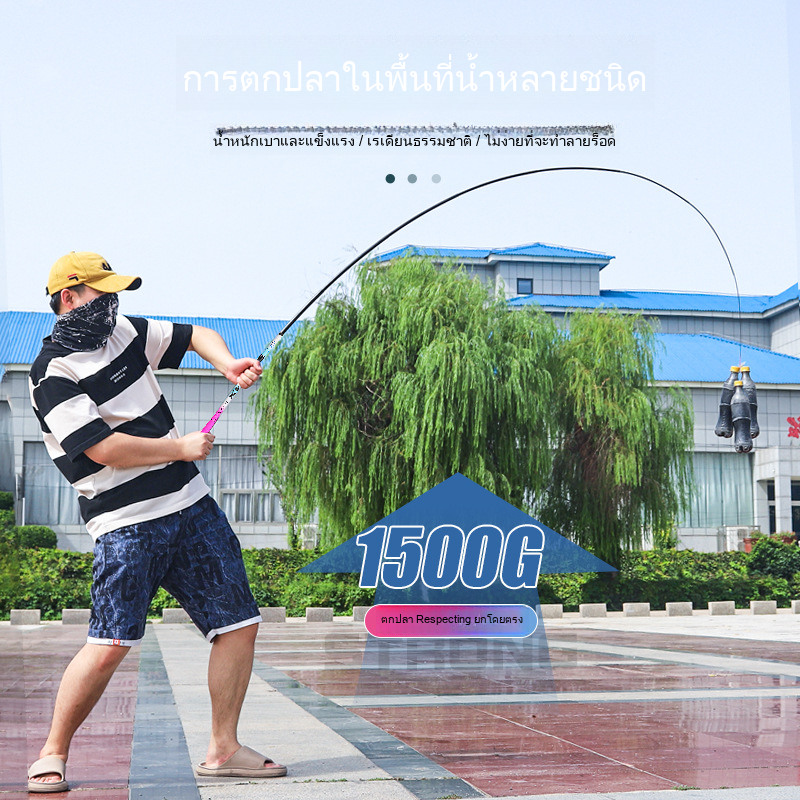 การตกปลาในพื้นที่น้ำหลายชนิด
น้ำหนักเบาและแข็งแรง / เรเดียนธรรมชาติ / ไม่ง่ายที่จะทำลายร็อด
1500G
ตกปลา Respecting ยกโดยตรง